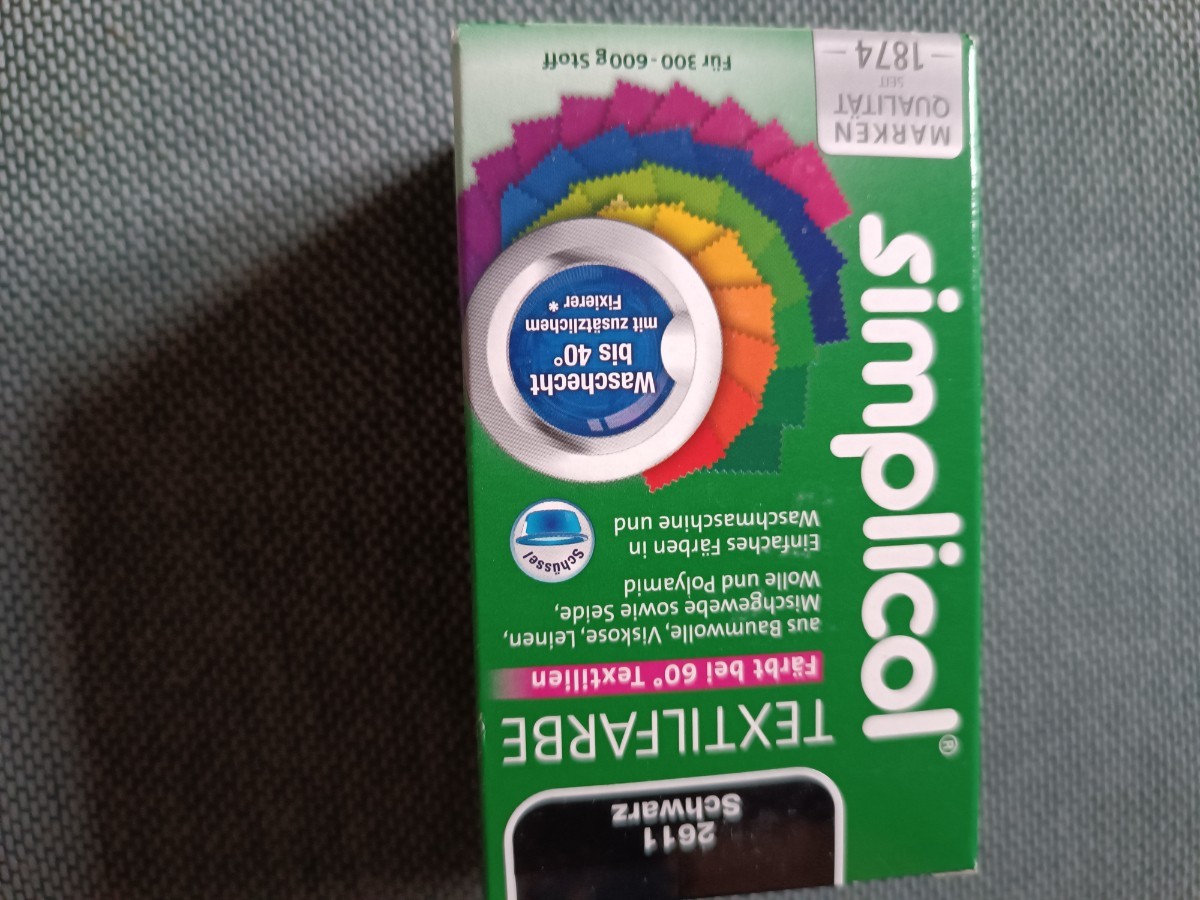 2611
Schwarz
simplicol®
TEXTILFARBE
Färbt bei 60° Textilien
aus Baumwolle, Viskose, Leinen,
Mischgewebe sowie Seide,
Wolle und Polyamid
Einfaches Färben in
Waschmaschine und
Schüssel
Waschecht
bis 40°
mit zusätzlichem
Fixierer*
MARKEN
QUALITÄT
SEIT
- 1874 -
Für 300-600g Stoff